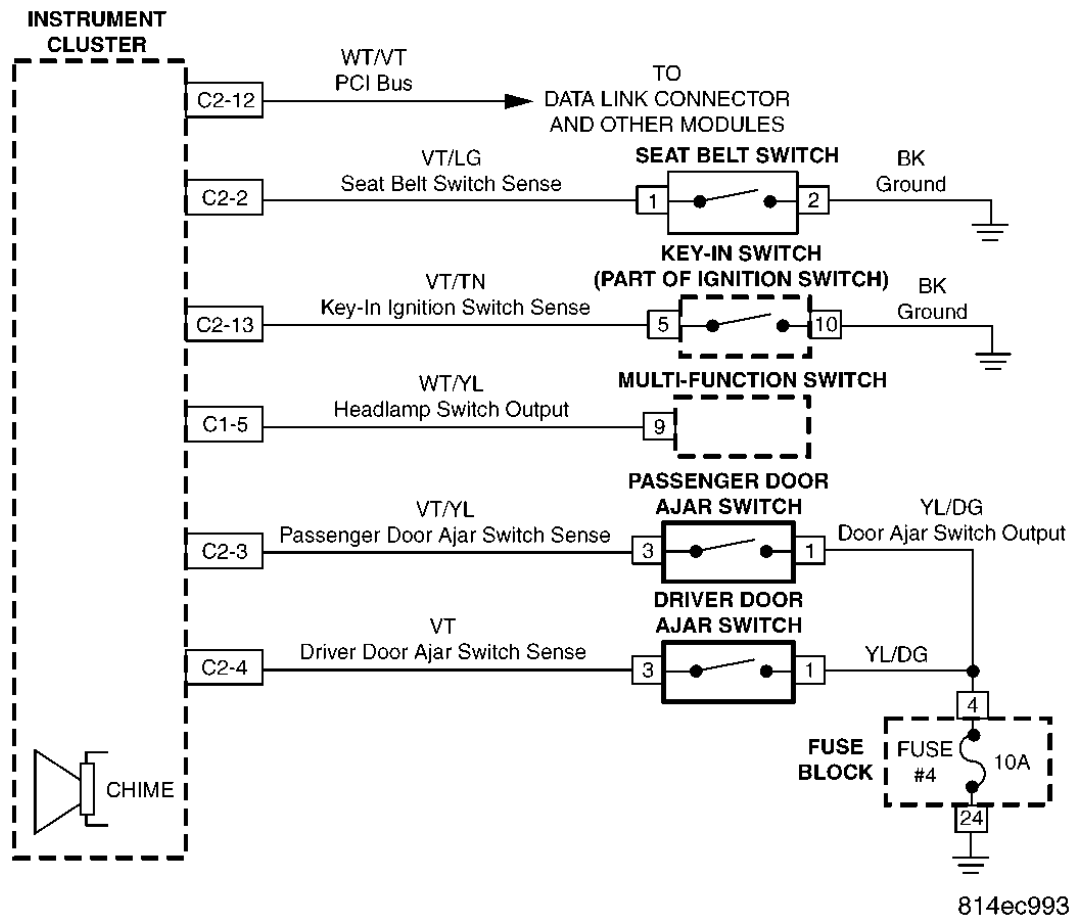 INSTRUMENT
CLUSTER
WT/VT
PCI Bus
C2-12
TO
DATA LINK CONNECTOR
AND OTHER MODULES
VT/LG
Seat Belt Switch Sense
C2-2
SEAT BELT SWITCH
1
2
BK
Ground
KEY-IN SWITCH
(PART OF IGNITION SWITCH)
VT/TN
Key-In Ignition Switch Sense
C2-13
5
10
BK
Ground
MULTI-FUNCTION SWITCH
WT/YL
Headlamp Switch Output
C1-5
9
PASSENGER DOOR
AJAR SWITCH
VT/YL
Passenger Door Ajar Switch Sense
C2-3
3
1
YL/DG
Door Ajar Switch Output
DRIVER DOOR
AJAR SWITCH
VT
Driver Door Ajar Switch Sense
C2-4
3
1
YL/DG
4
FUSE
BLOCK
FUSE
#4
10A
24
CHIME
814ec993